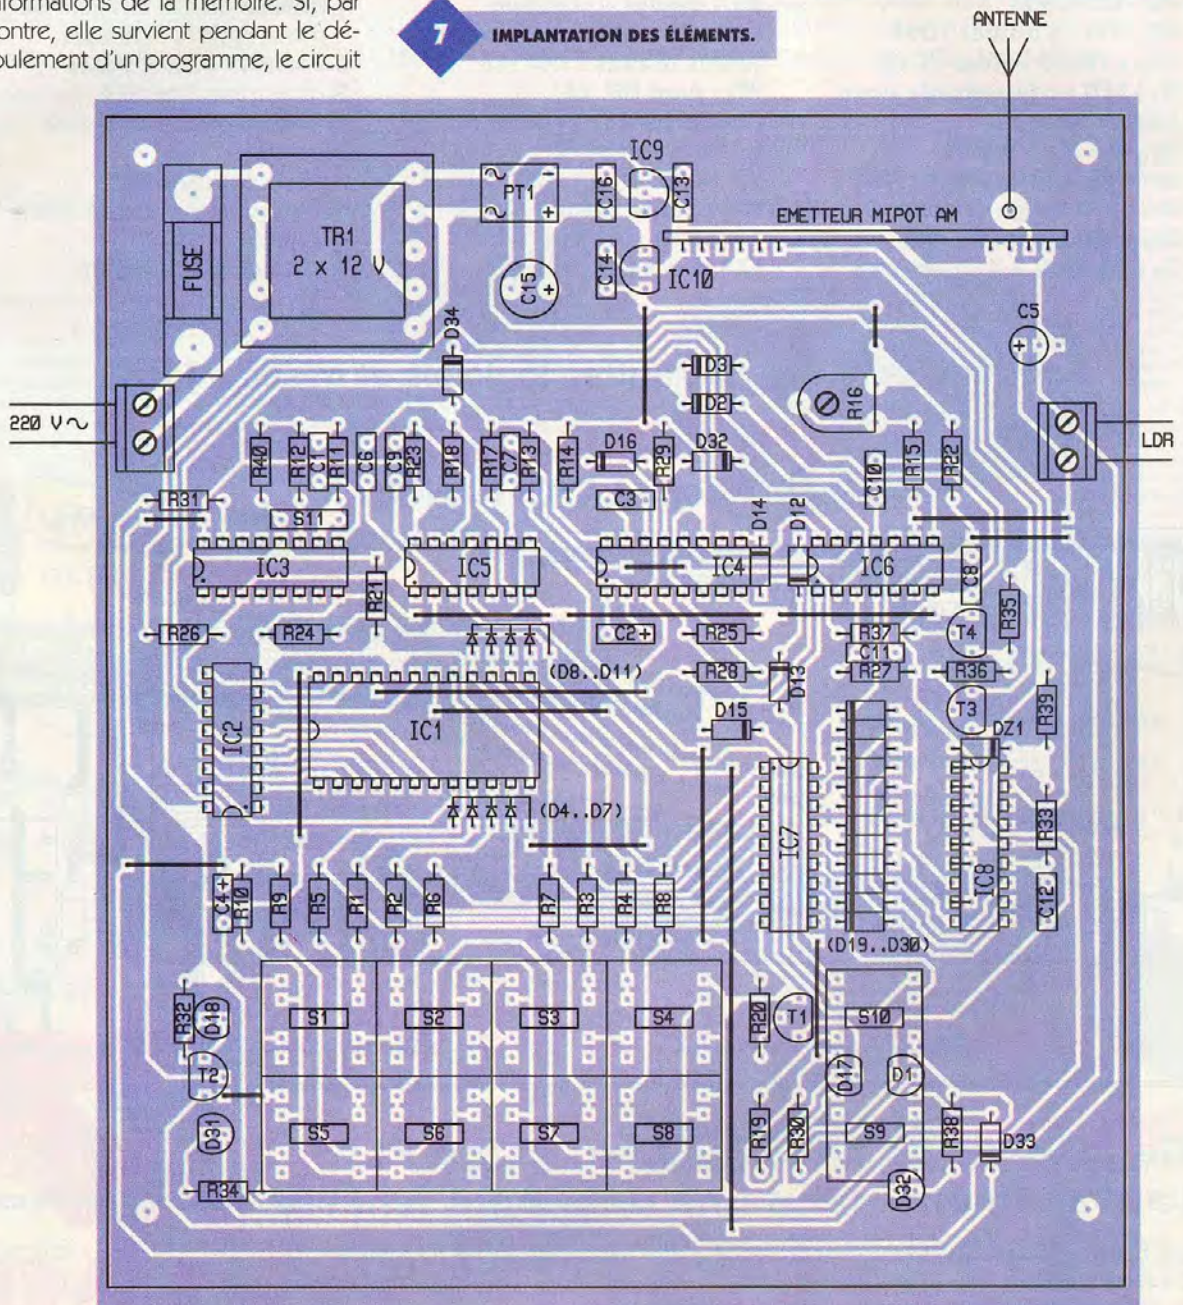 formations de la mémoire. Si, par
ontre, elle survient pendant le dé-
oulement d'un programme, le circuit
7 IMPLANTATION DES ÉLÉMENTS.
ANTENNE
IC9
FUSE
TR1
2 x 12 V
PT1
C16
C13
EMETTEUR MIPOT AM
C14
IC10
C15 +
C5
+
D34
D3
D2
R16
220 V~
LDR
R40
R12
C1
R11
C6
C9
R23
R18
R17
C7
R13
R14
D16
R29
D32
C10
R15
R22
R31
C3
S11
D14
D12
IC3
IC5
IC4
IC6
C8
R21
R35
R26
R24
C2+
R25
R37
T4
C11
(D8..D11)
R28
D13
R27
R36
IC2
IC1
D15
T3
R39
DZ1
(D4..D7)
IC7
R33
IC8
C4+
R10
R9
R5
R1
R2
R6
R7
R3
R4
R8
C12
(D19..D30)
R32
D18
S1
S2
S3
S4
R20
T1
S10
T2
D17
D1
D31
S5
S6
S7
S8
R19
R30
S9
R38
D33
R34
D32